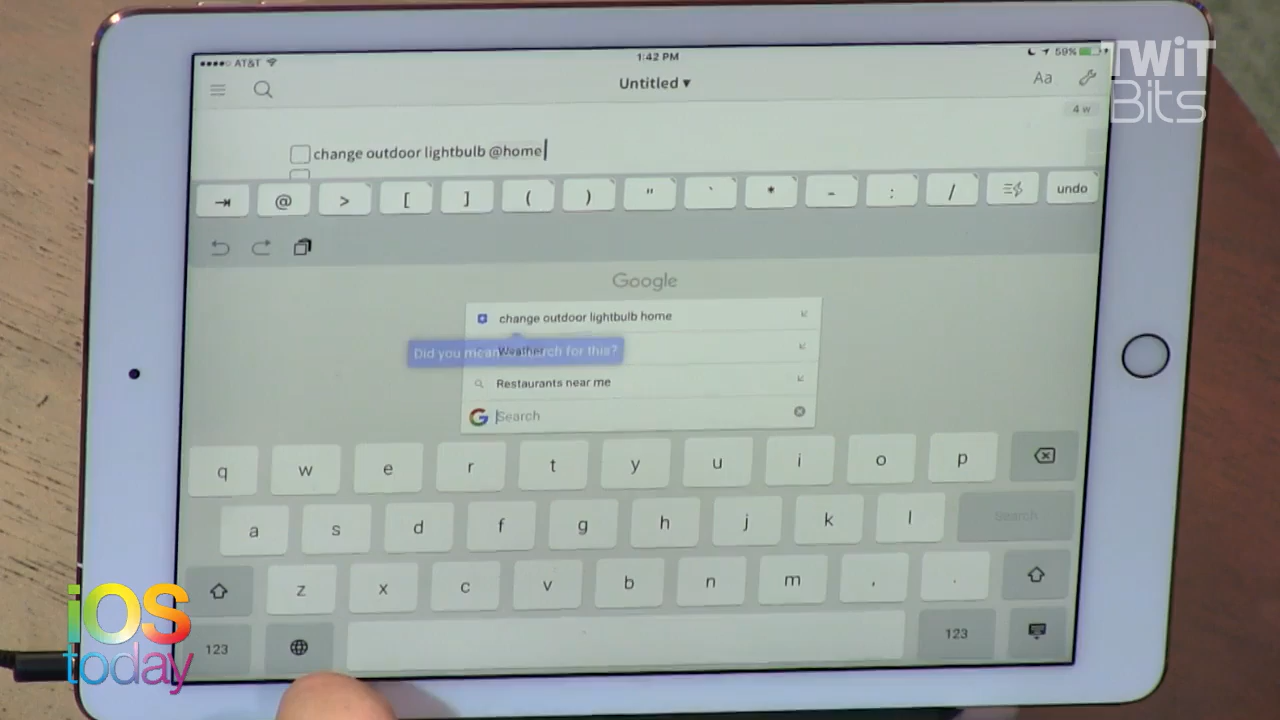 TWiT
Bits
AT&T 1:42 PM 59%
Untitled ▾ Aa
4 w
change outdoor lightbulb @home
⇥ @ > [ ] ( ) " ` * - : / undo
Google
change outdoor lightbulb home
Weather
Did you mean search for this?
Restaurants near me
Search
q w e r t y u i o p
a s d f g h j k l Search
z x c v b n m , .
123 123
iOS
today